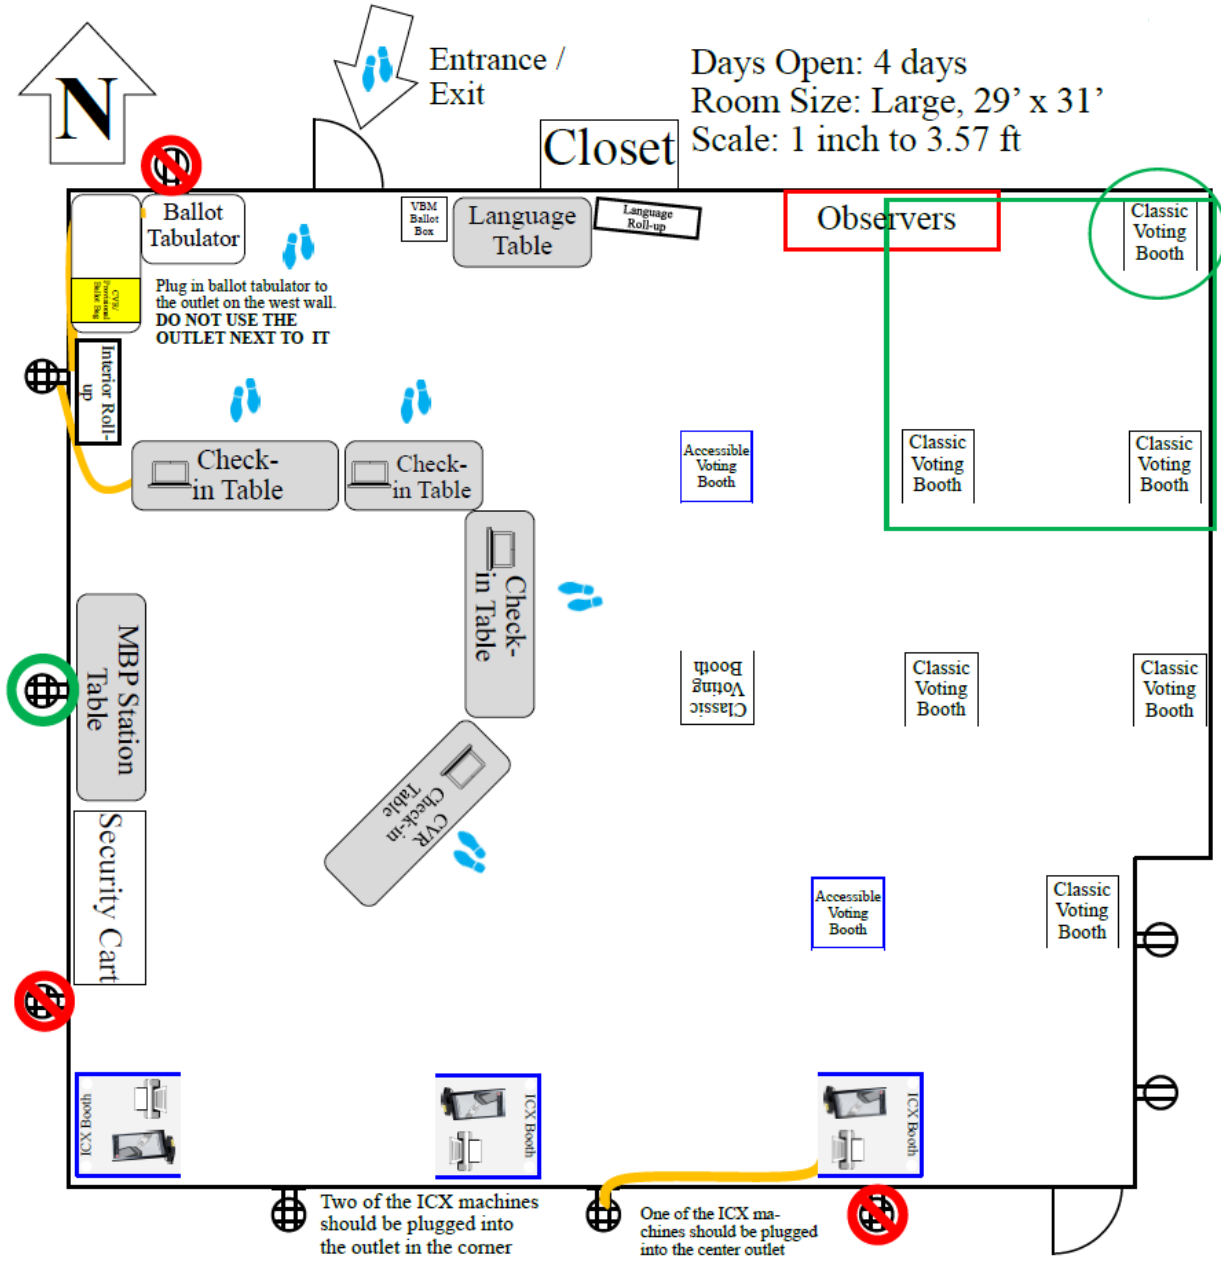 N
Entrance /
Exit
Days Open: 4 days
Room Size: Large, 29’ x 31’
Scale: 1 inch to 3.57 ft
Closet
Ballot
Tabulator
VBM
Ballot
Box
Language
Table
Language
Roll-up
Observers
Classic
Voting
Booth
CVR/
Provisional
Ballot Bag
Plug in ballot tabulator to
the outlet on the west wall.
DO NOT USE THE
OUTLET NEXT TO IT
Interior Roll-
up
Check-
in Table
Check-
in Table
Accessible
Voting
Booth
Classic
Voting
Booth
Classic
Voting
Booth
Check-
in Table
MBP Station
Table
Classic
Voting
Booth
Classic
Voting
Booth
Classic
Voting
Booth
CVR
Check-in
Table
Security Cart
Accessible
Voting
Booth
Classic
Voting
Booth
ICX Booth
ICX Booth
ICX Booth
Two of the ICX machines
should be plugged into
the outlet in the corner
One of the ICX ma-
chines should be plugged
into the center outlet